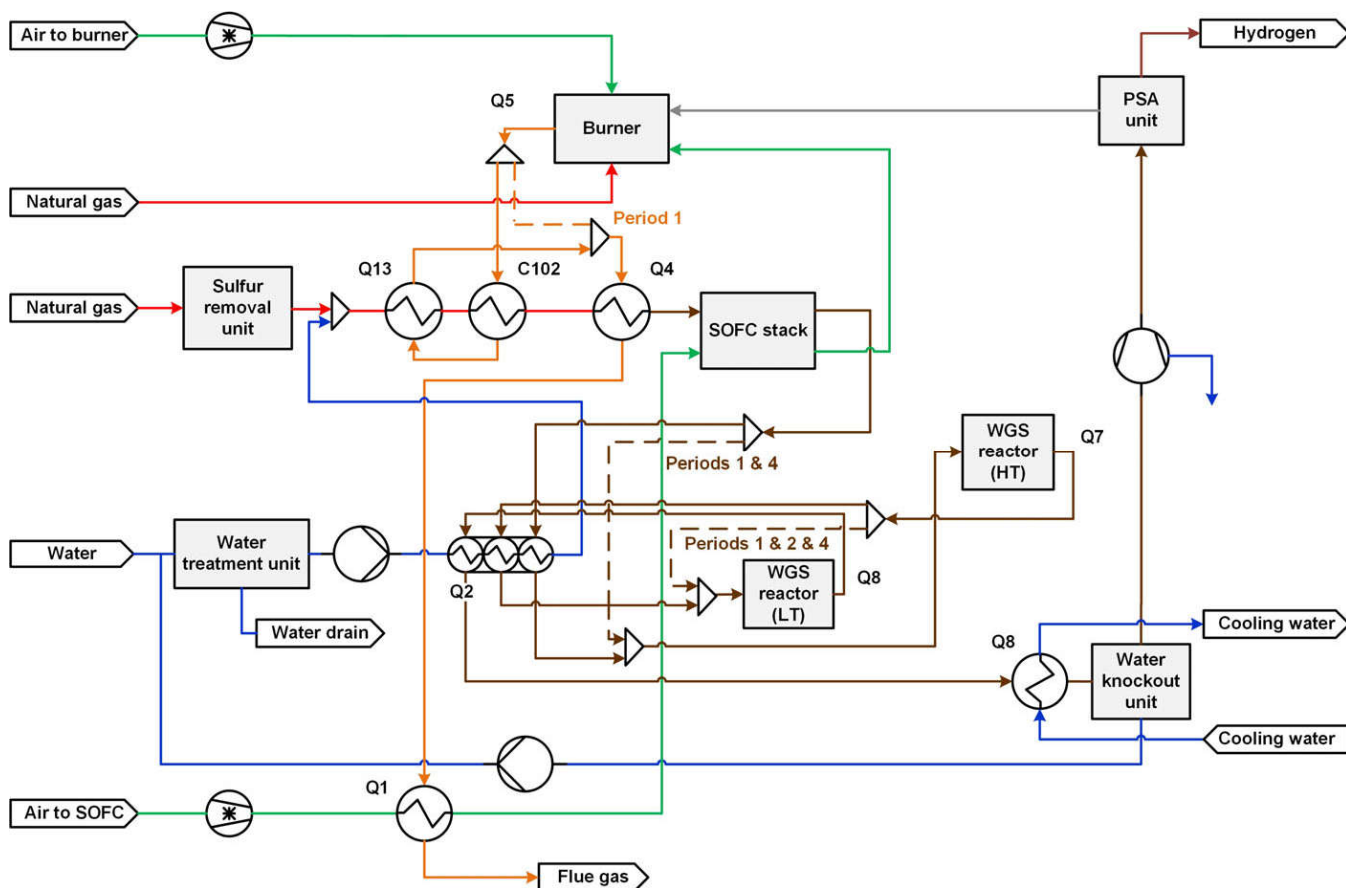 Air to burner
Hydrogen
Q5
Burner
PSA
unit
Natural gas
Period 1
Q13
C102
Q4
Natural gas
Sulfur
removal
unit
SOFC stack
WGS
reactor
(HT)
Q7
Periods 1 & 4
Water
Water
treatment unit
Periods 1 & 2 & 4
WGS
reactor
(LT)
Q8
Q2
Water drain
Cooling water
Q8
Water
knockout
unit
Cooling water
Q1
Air to SOFC
Flue gas